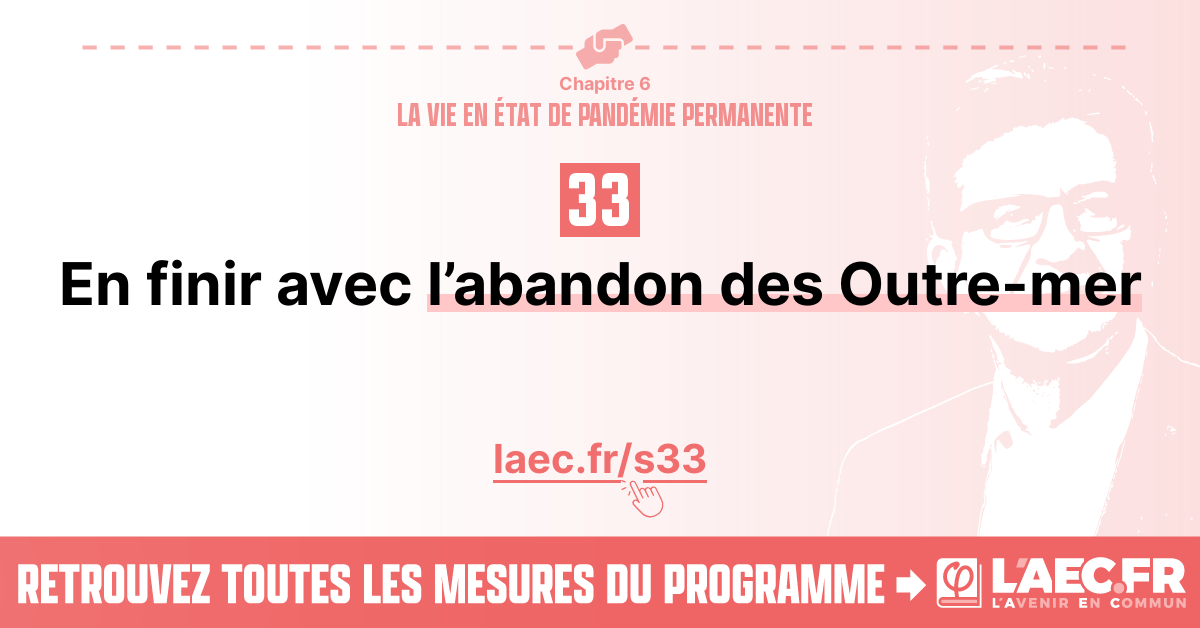 Chapitre 6
LA VIE EN ÉTAT DE PANDÉMIE PERMANENTE
33
En finir avec l’abandon des Outre-mer
laec.fr/s33
RETROUVEZ TOUTES LES MESURES DU PROGRAMME
φ
L'AEC.FR
L'AVENIR EN COMMUN